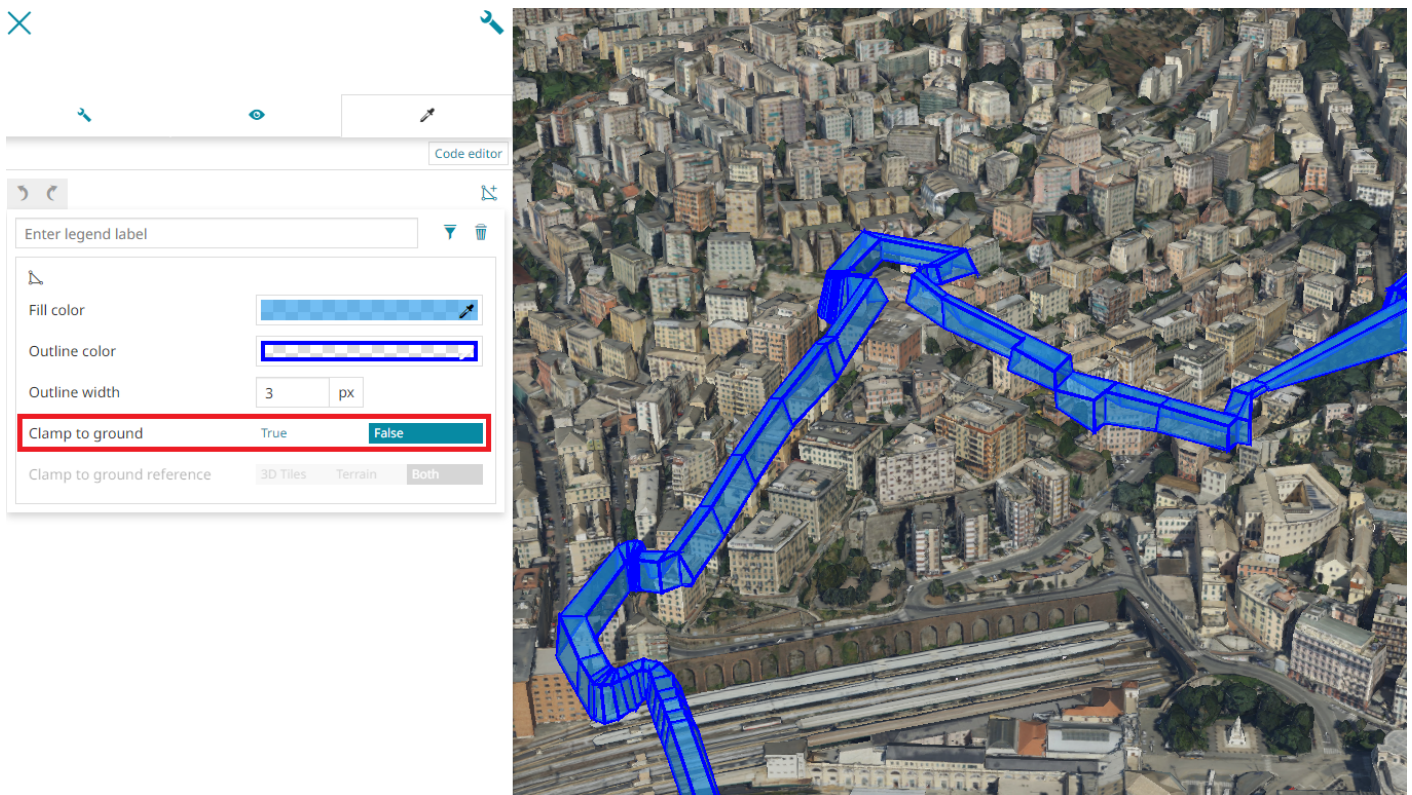 Code editor
Enter legend label
Fill color
Outline color
Outline width 3 px
Clamp to ground True False
Clamp to ground reference 3D Tiles Terrain Both